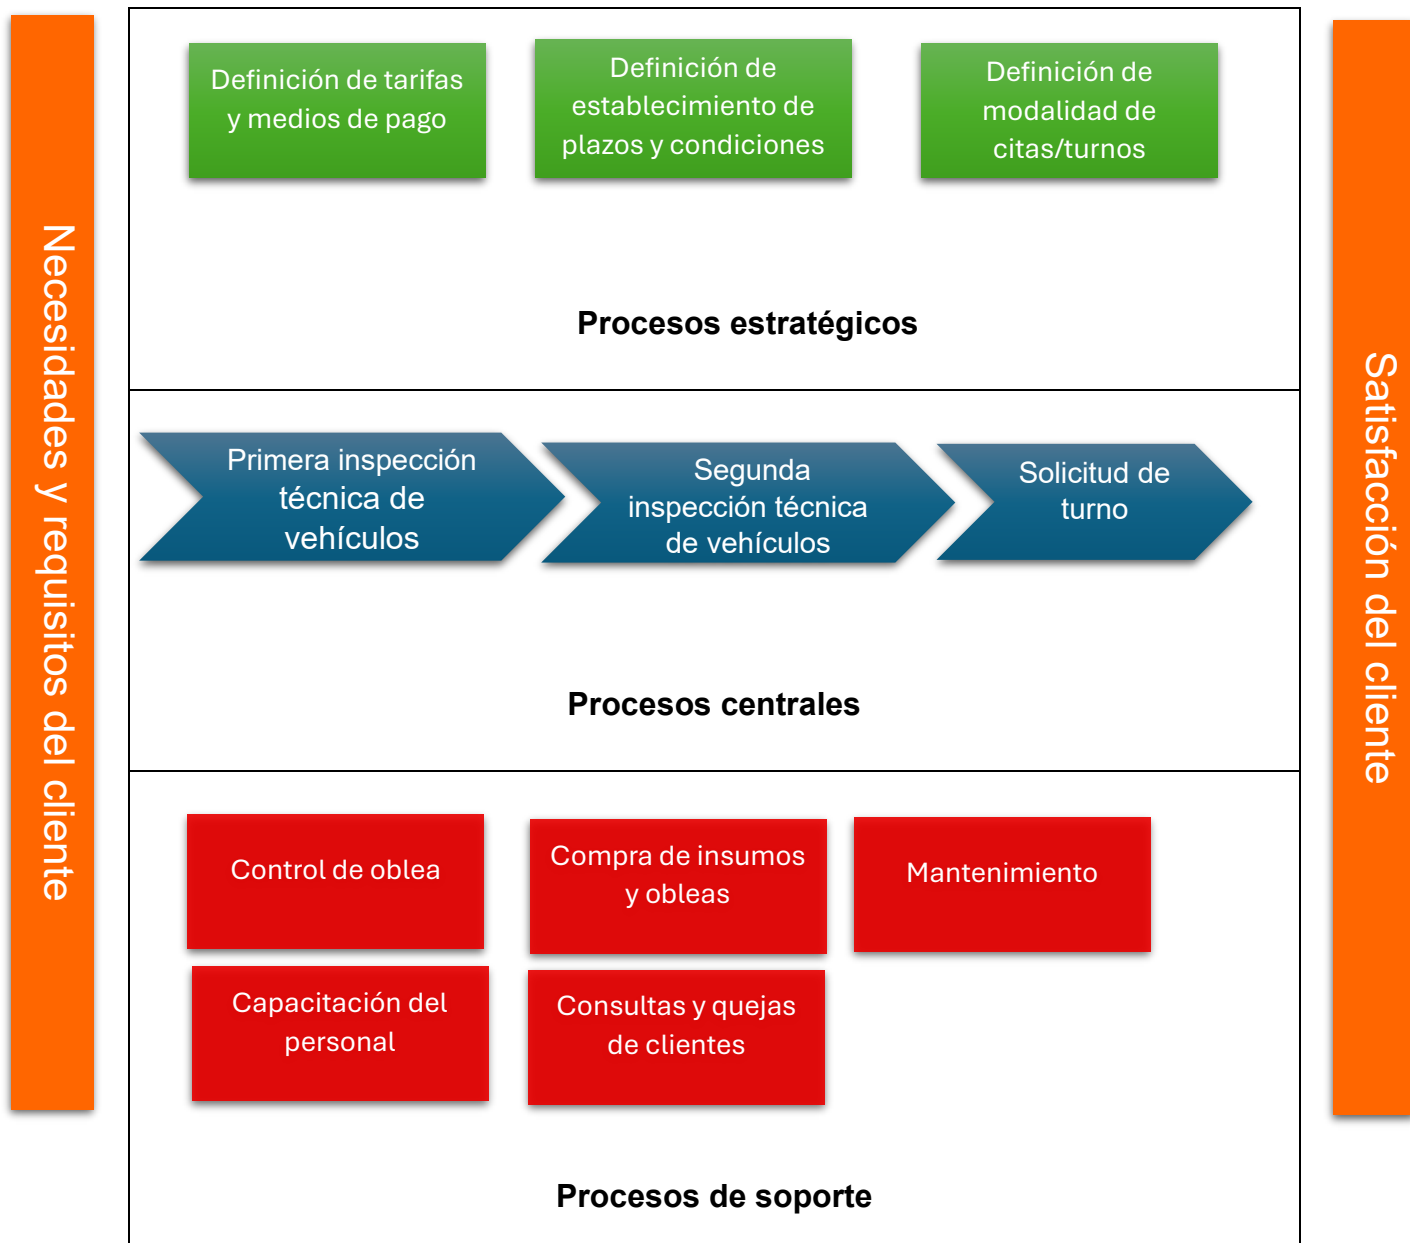 Necesidades y requisitos del cliente
Definición de tarifas
y medios de pago
Definición de
establecimiento de
plazos y condiciones
Definición de
modalidad de
citas/turnos
Procesos estratégicos
Primera inspección
técnica de
vehículos
Segunda
inspección técnica
de vehículos
Solicitud de
turno
Procesos centrales
Control de oblea
Compra de insumos
y obleas
Mantenimiento
Capacitación del
personal
Consultas y quejas
de clientes
Procesos de soporte
Satisfacción del cliente